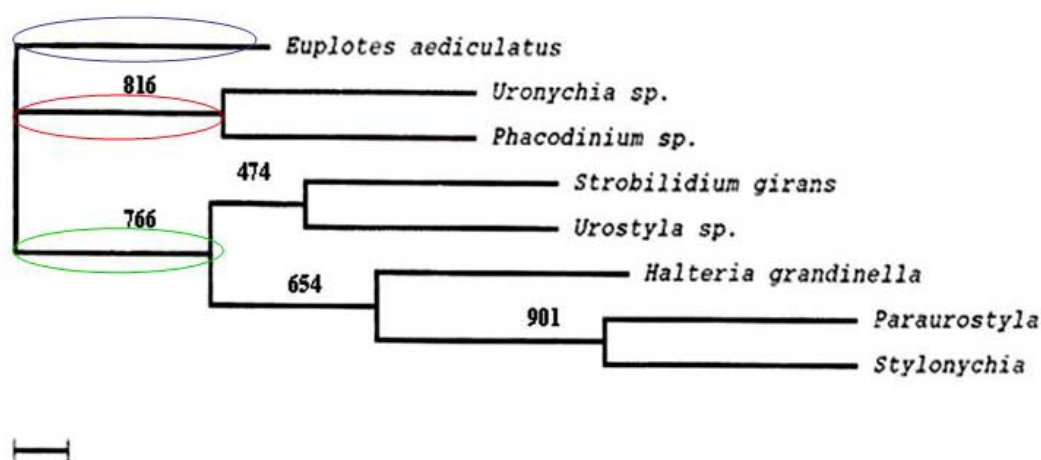 Euplotes aediculatus
816
Uronychia sp.
Phacodinium sp.
474
Strobilidium girans
766
Urostyla sp.
Halteria grandinella
654
901
Paraurostyla
Stylonychia